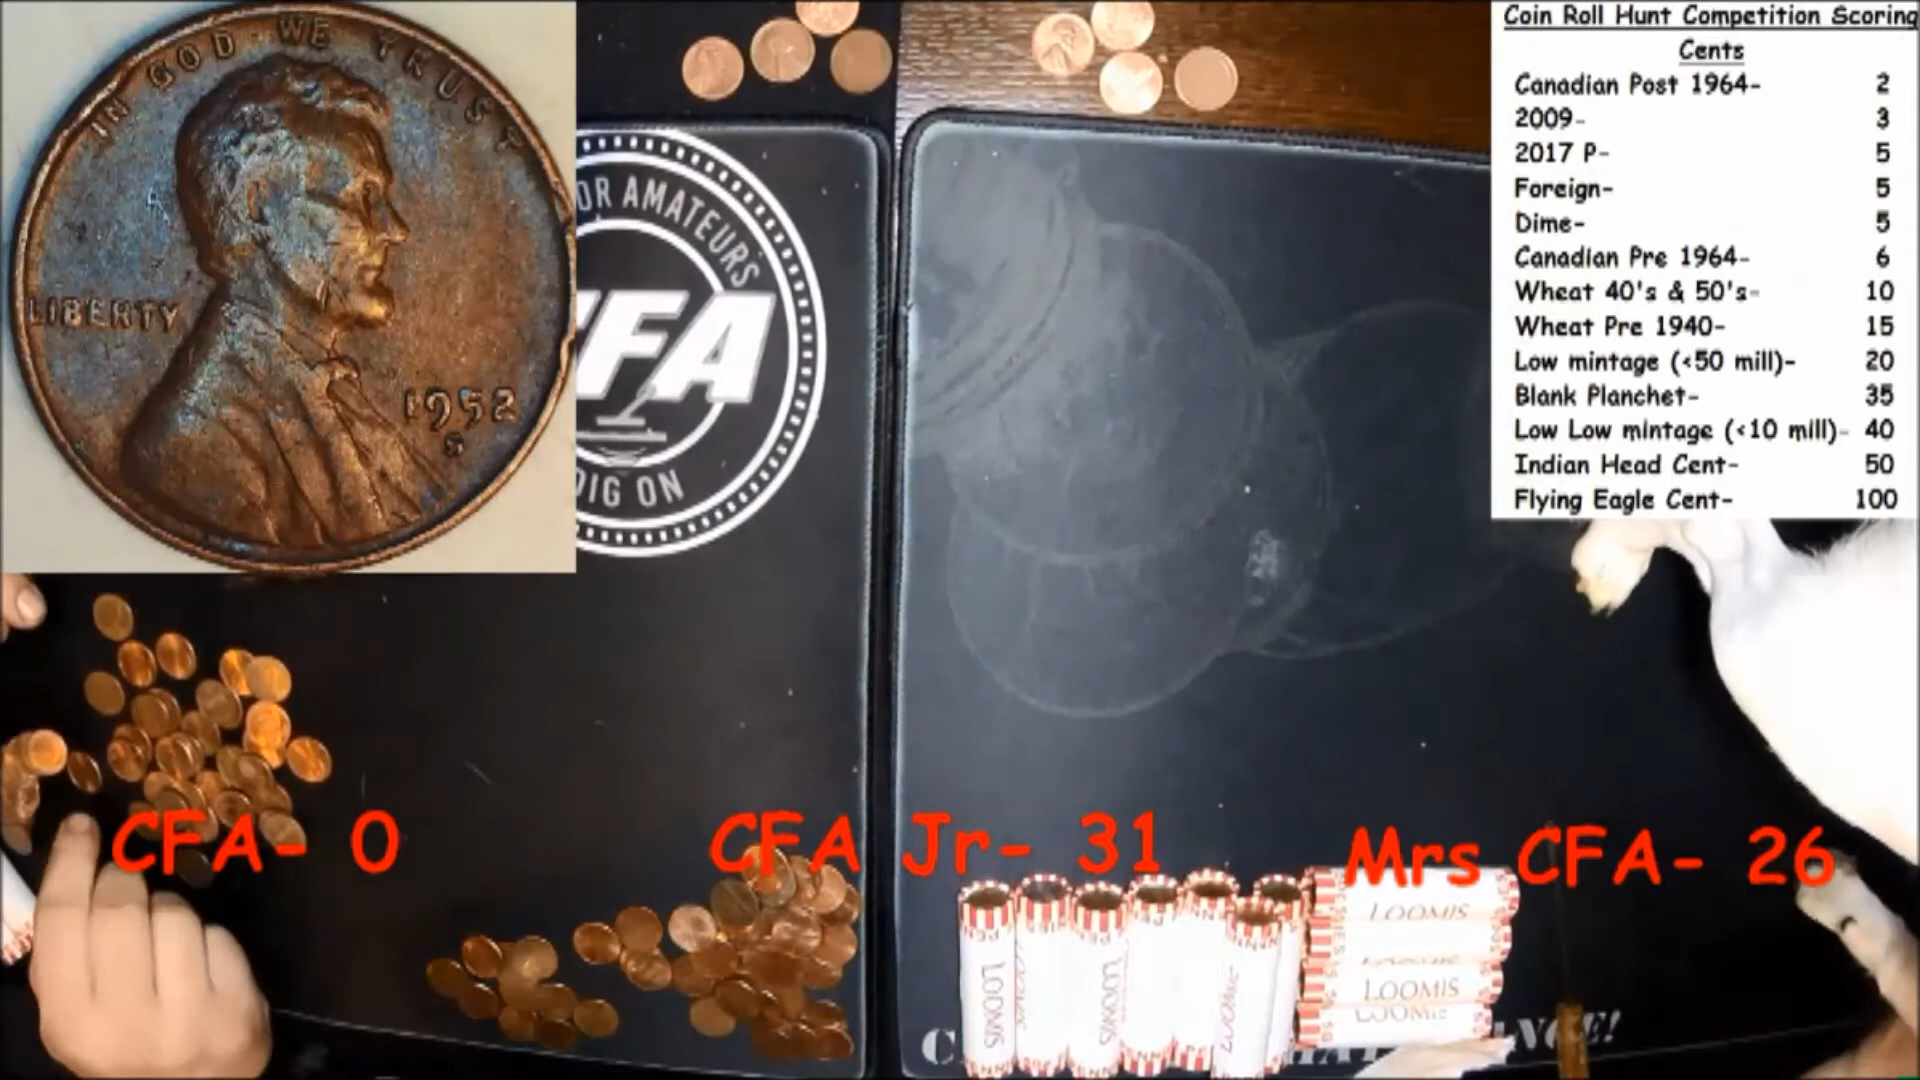 IN GOD WE TRUST
LIBERTY
1952
S
OR AMATEURS
FA
DIG ON
Coin Roll Hunt Competition Scoring
Cents
Canadian Post 1964- 2
2009- 3
2017 P- 5
Foreign- 5
Dime- 5
Canadian Pre 1964- 6
Wheat 40's & 50's- 10
Wheat Pre 1940- 15
Low mintage (<50 mill)- 20
Blank Planchet- 35
Low Low mintage (<10 mill)- 40
Indian Head Cent- 50
Flying Eagle Cent- 100
CFA- 0
CFA Jr- 31
Mrs CFA- 26
LOOMIS
LOOMIS
LOOMIS
LOOMIS
LOOMIS